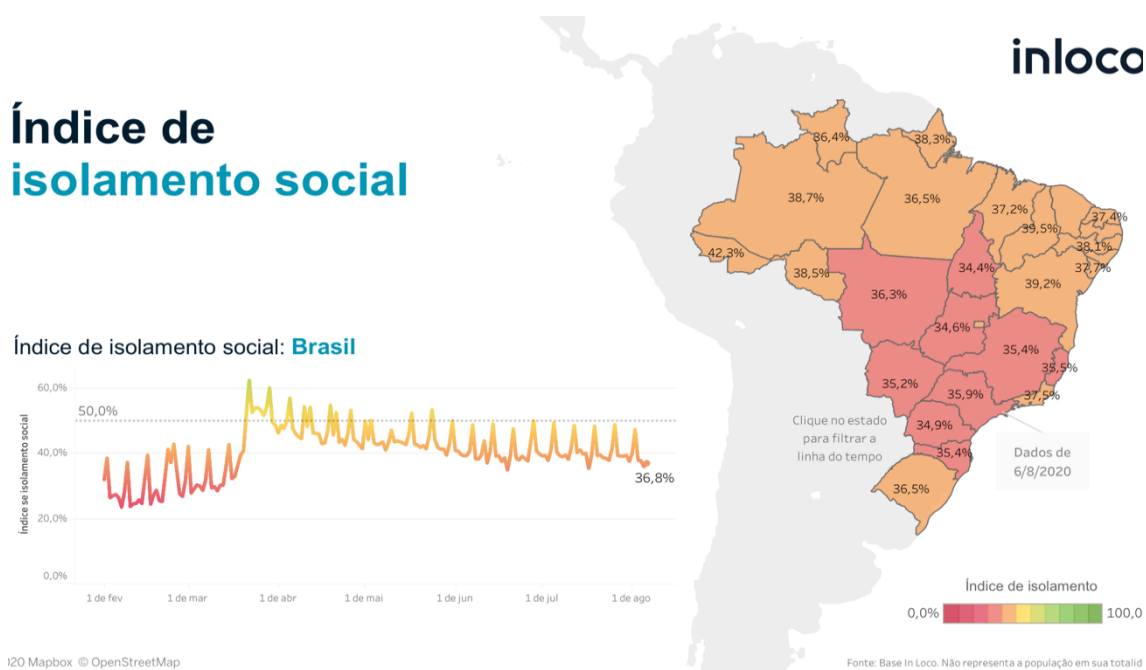 inloco
Índice de
isolamento social
Índice de isolamento social: Brasil
Índice se isolamento social
60,0%
50,0%
40,0%
20,0%
0,0%
36,8%
1 de fev
1 de mar
1 de abr
1 de mai
1 de jun
1 de jul
1 de ago
36,4%
38,3%
38,7%
36,5%
37,2%
37,4%
39,5%
38,1%
42,3%
38,5%
34,4%
37,7%
39,2%
36,3%
34,6%
35,4%
35,5%
35,2%
35,9%
37,5%
34,9%
35,4%
36,5%
Clique no estado
para filtrar a
linha do tempo
Dados de
6/8/2020
Índice de isolamento
0,0%
100,0
20 Mapbox © OpenStreetMap
Fonte: Base In Loco. Não representa a população em sua totalid